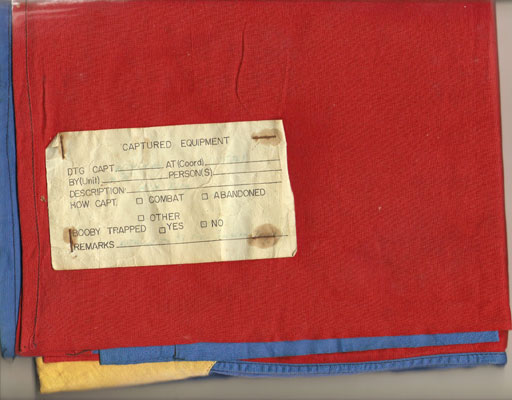 CAPTURED EQUIPMENT
DTG CAPT. AT (Coord)
BY (Unit) PERSON(S)
DESCRIPTION:
HOW CAPT. □ COMBAT □ ABANDONED
□ OTHER
BOOBY TRAPPED □ YES □ NO
REMARKS